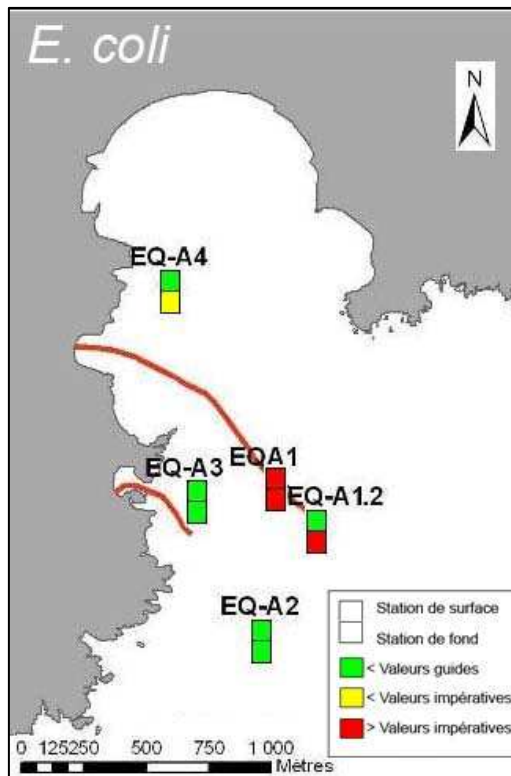 E. coli
N
EQ-A4
EQ-A3
EQA1
EQ-A1.2
EQ-A2
Station de surface
Station de fond
< Valeurs guides
< Valeurs impératives
> Valeurs impératives
0 125250 500 750 1 000
Mètres